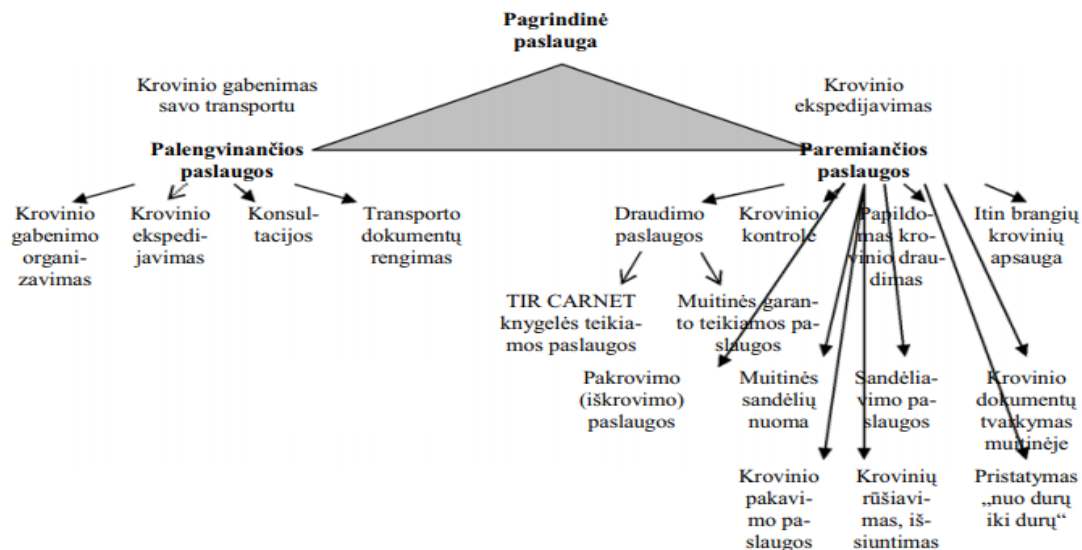 Pagrindinė
paslauga
Krovinio gabenimas
savo transportu
Krovinio
ekspedijavimas
Palengvinančios
paslaugos
Paremiančios
paslaugos
Krovinio
gabenimo
organi-
zavimas
Krovinio
ekspedi-
javimas
Konsul-
tacijos
Transporto
dokumentų
rengimas
Draudimo
paslaugos
Krovinio
kontrolė
Papildo-
mas kro-
vinio drau-
dimas
Itin brangių
krovinių
apsauga
TIR CARNET
knygelės teikia-
mos paslaugos
Muitinės garan-
to teikiamos pa-
slaugos
Pakrovimo
(iškrovimo)
paslaugos
Muitinės
sandėlių
nuoma
Sandėlia-
vimo pa-
slaugos
Krovinio
dokumentų
tvarkymas
muitinėje
Krovinio
pakavi-
mo pa-
slaugos
Krovinių
rūšiavi-
mas, iš-
siuntimas
Pristatymas
„nuo durų
iki durų“